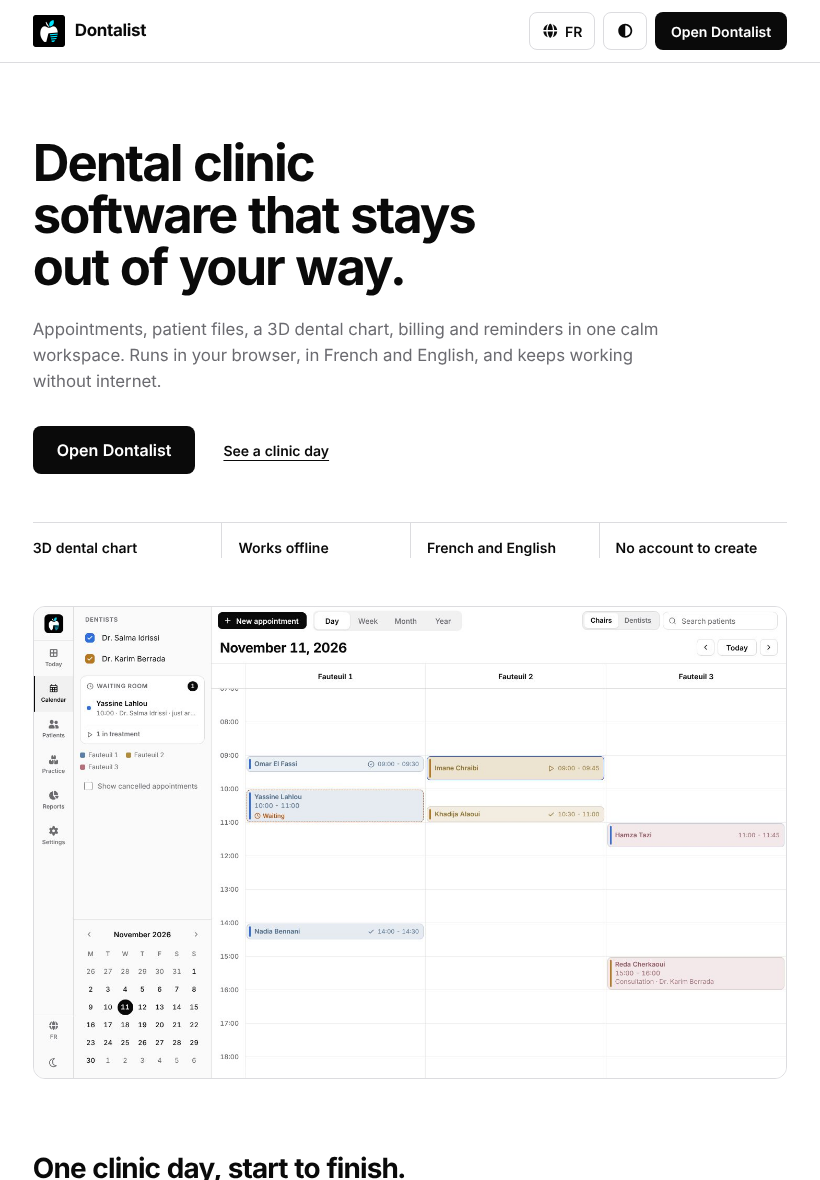 Dontalist
FR
Open Dontalist
Dental clinic
software that stays
out of your way.
Appointments, patient files, a 3D dental chart, billing and reminders in one calm
workspace. Runs in your browser, in French and English, and keeps working
without internet.
Open Dontalist
See a clinic day
3D dental chart
Works offline
French and English
No account to create
Today
Calendar
Patients
Practice
Reports
Settings
FR
DENTISTS
Dr. Salma Idrissi
Dr. Karim Berrada
WAITING ROOM
1
Yassine Lahlou
10:00 · Dr. Salma Idrissi · just ar...
1 in treatment
Fauteuil 1
Fauteuil 2
Fauteuil 3
Show cancelled appointments
November 2026
M T W T F S S
26 27 28 29 30 31 1
2 3 4 5 6 7 8
9 10 11 12 13 14 15
16 17 18 19 20 21 22
23 24 25 26 27 28 29
30 1 2 3 4 5 6
+ New appointment
Day
Week
Month
Year
Chairs
Dentists
Search patients
November 11, 2026
Today
Fauteuil 1
Fauteuil 2
Fauteuil 3
07:00
08:00
09:00
10:00
11:00
12:00
13:00
14:00
15:00
16:00
17:00
18:00
Omar El Fassi
09:00 - 09:30
Imane Chraibi
09:00 - 09:45
Yassine Lahlou
10:00 - 11:00
Waiting
Khadija Alaoui
10:30 - 11:00
Hamza Tazi
11:00 - 11:45
Nadia Bennani
14:00 - 14:30
Reda Cherkaoui
15:00 - 16:00
Consultation · Dr. Karim Berrada
One clinic day, start to finish.